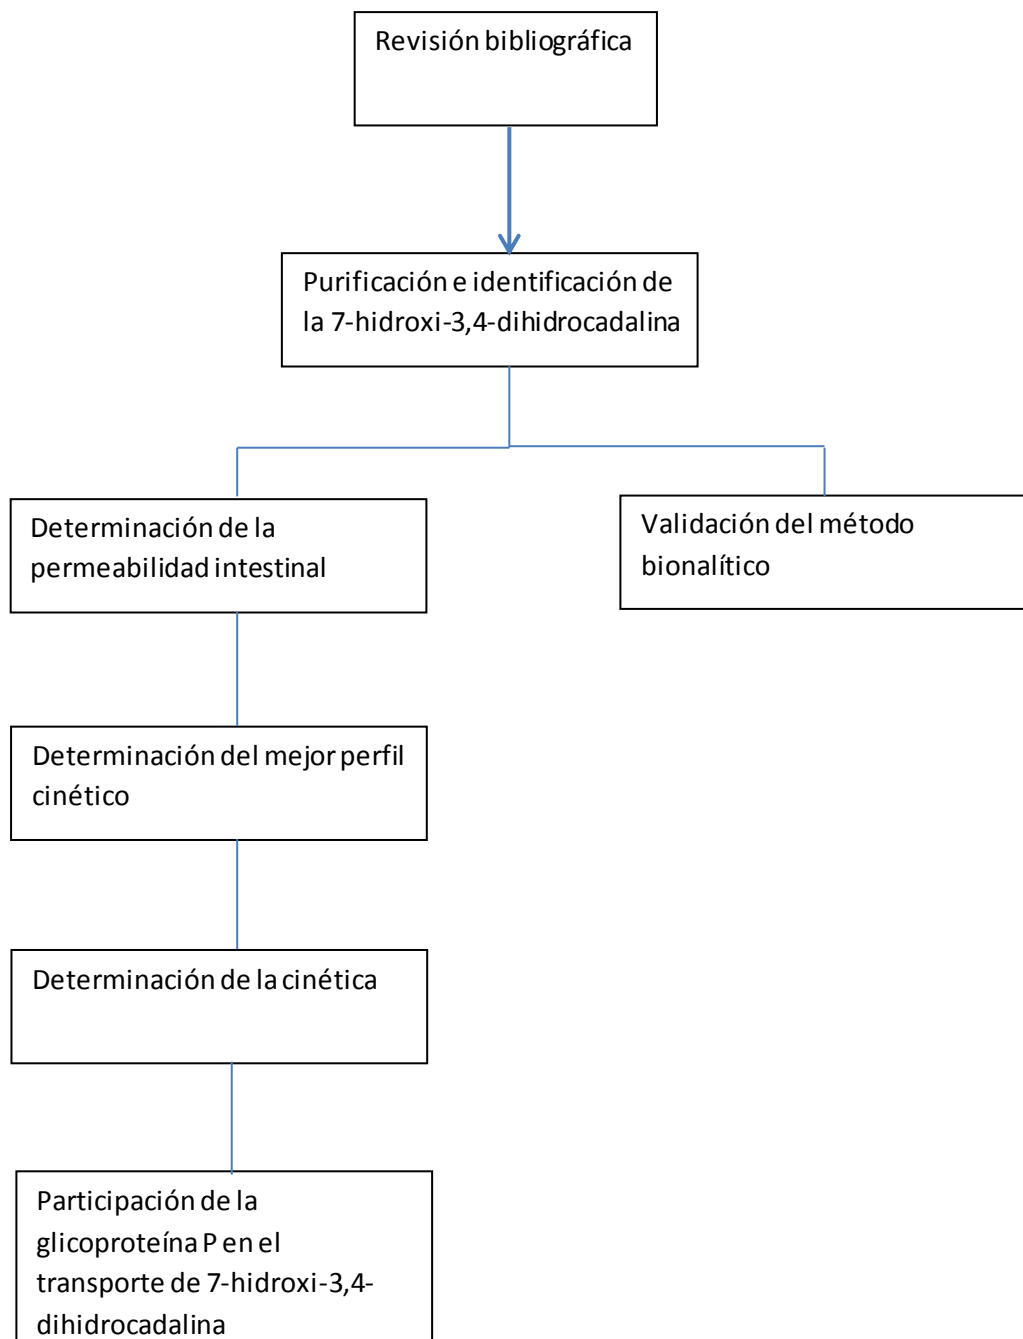 Revisión bibliográfica
Purificación e identificación de
la 7-hidroxi-3,4-dihidrocadalina
Determinación de la
permeabilidad intestinal
Validación del método
bionalítico
Determinación del mejor perfil
cinético
Determinación de la cinética
Participación de la
glicoproteína P en el
transporte de 7-hidroxi-3,4-
dihidrocadalina